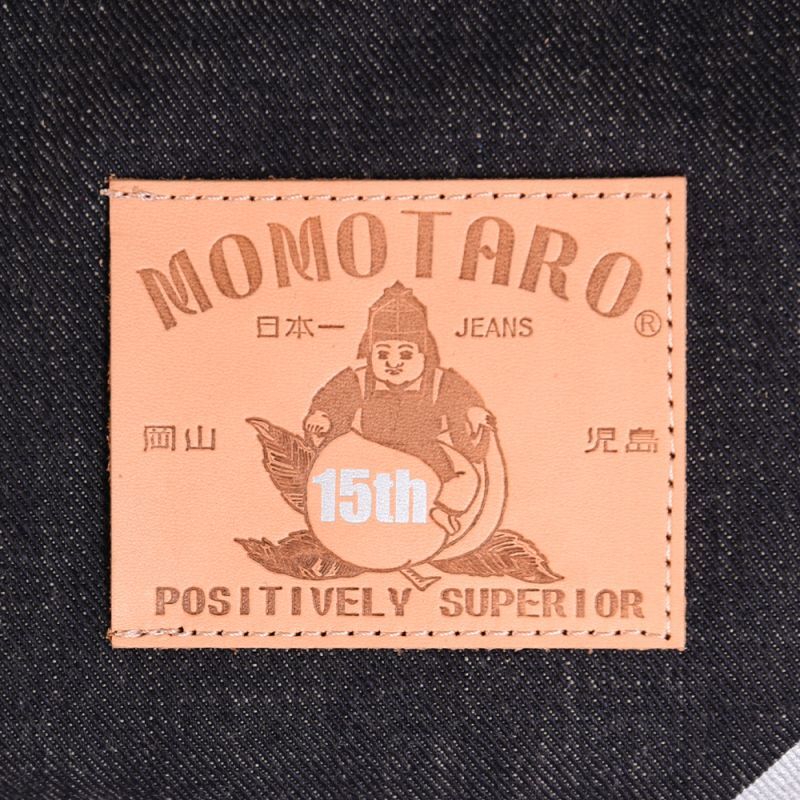 MOMOTARO®
日本一 JEANS
岡山 児島
15th
POSITIVELY SUPERIOR